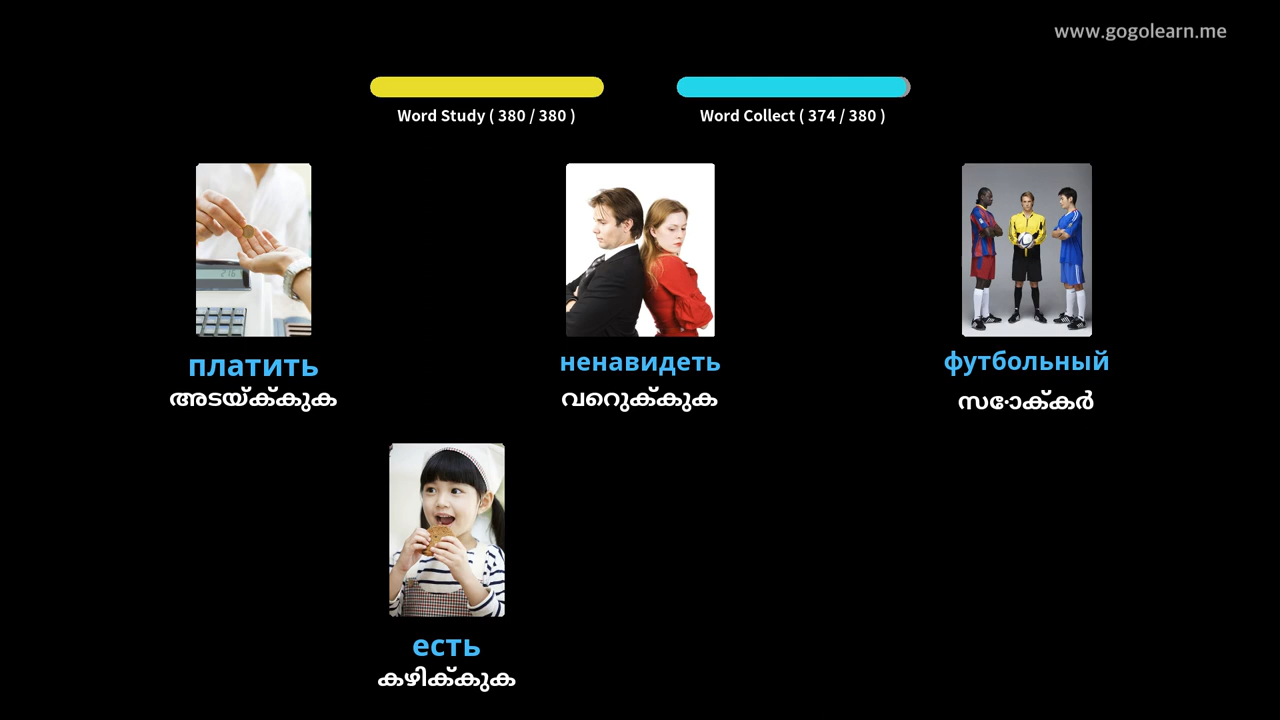 www.gogolearn.me
Word Study ( 380 / 380 )
Word Collect ( 374 / 380 )
платить
അടയ്ക്കുക
ненавидеть
വെറുക്കുക
футбольный
സോക്കർ
есть
കഴിക്കുക